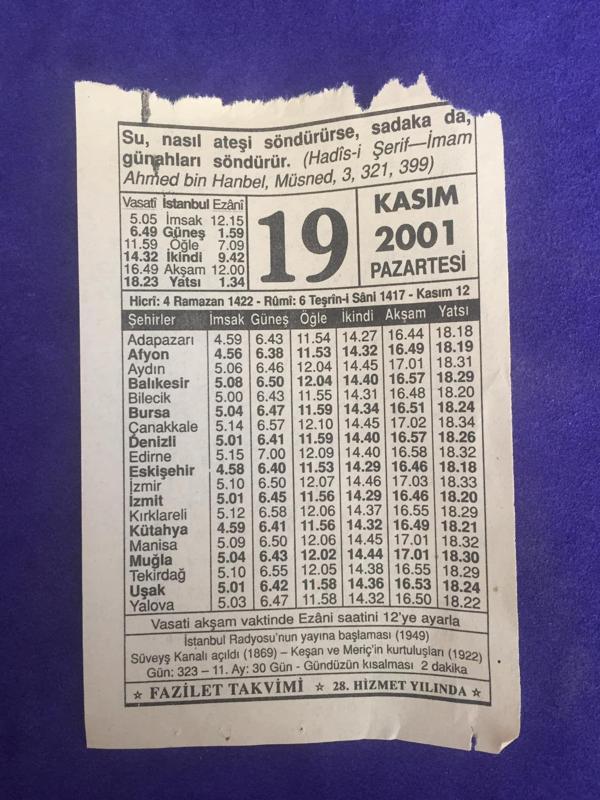 Su, nasıl ateşi söndürürse, sadaka da,
günahları söndürür. (Hadîs-i Şerif—İmam
Ahmed bin Hanbel, Müsned, 3, 321, 399)
Vasatî İstanbul Ezânî
5.05 İmsak 12.15
6.49 Güneş 1.59
11.59 Öğle 7.09
14.32 İkindi 9.42
16.49 Akşam 12.00
18.23 Yatsı 1.34
19
KASIM
2001
PAZARTESİ
Hicrî: 4 Ramazan 1422 - Rûmî: 6 Teşrîn-i Sâni 1417 - Kasım 12
Şehirler İmsak Güneş Öğle İkindi Akşam Yatsı
Adapazarı 4.59 6.43 11.54 14.27 16.44 18.18
Afyon 4.56 6.38 11.53 14.32 16.49 18.19
Aydın 5.06 6.46 12.04 14.45 17.01 18.31
Balıkesir 5.08 6.50 12.04 14.40 16.57 18.29
Bilecik 5.00 6.43 11.55 14.31 16.48 18.20
Bursa 5.04 6.47 11.59 14.34 16.51 18.24
Çanakkale 5.14 6.57 12.10 14.45 17.02 18.34
Denizli 5.01 6.41 11.59 14.40 16.57 18.26
Edirne 5.15 7.00 12.09 14.40 16.58 18.32
Eskişehir 4.58 6.40 11.53 14.29 16.46 18.18
İzmir 5.10 6.50 12.07 14.46 17.03 18.33
İzmit 5.01 6.45 11.56 14.29 16.46 18.20
Kırklareli 5.12 6.58 12.06 14.37 16.55 18.29
Kütahya 4.59 6.41 11.56 14.32 16.49 18.21
Manisa 5.09 6.50 12.06 14.45 17.01 18.32
Muğla 5.04 6.43 12.02 14.44 17.01 18.30
Tekirdağ 5.10 6.55 12.05 14.38 16.55 18.29
Uşak 5.01 6.42 11.58 14.36 16.53 18.24
Yalova 5.03 6.47 11.58 14.32 16.50 18.22
Vasati akşam vaktinde Ezâni saatini 12'ye ayarla
İstanbul Radyosu'nun yayına başlaması (1949)
Süveyş Kanalı açıldı (1869) – Keşan ve Meriç'in kurtuluşları (1922)
Gün: 323 – 11. Ay: 30 Gün - Gündüzün kısalması 2 dakika
☆ FAZİLET TAKVİMİ ☆ 28. HİZMET YILINDA ☆